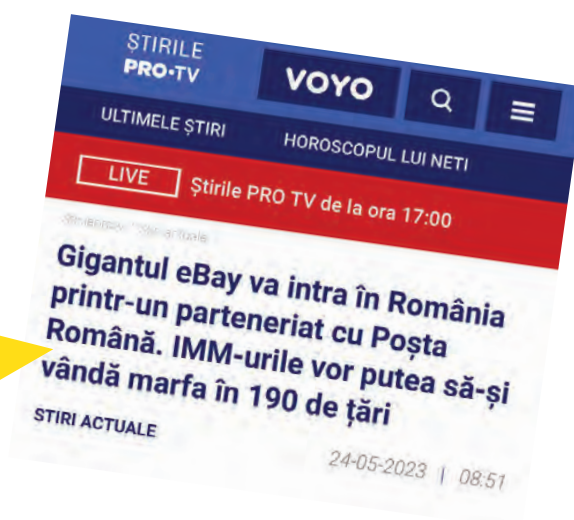 ȘTIRILE
PRO•TV
VOYO
ULTIMELE ȘTIRI HOROSCOPUL LUI NETI
LIVE Știrile PRO TV de la ora 17:00
Gigantul eBay va intra în România
printr-un parteneriat cu Poșta
Română. IMM-urile vor putea să-și
vândă marfa în 190 de țări
STIRI ACTUALE
24-05-2023 | 08:51